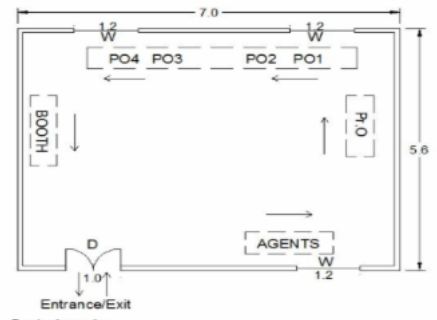 7.0
1.2 1.2
W W
PO4 PO3 PO2 PO1
BOOTH
Pr.O
5.6
AGENTS
D
W
1.0
1.2
Entrance/Exit